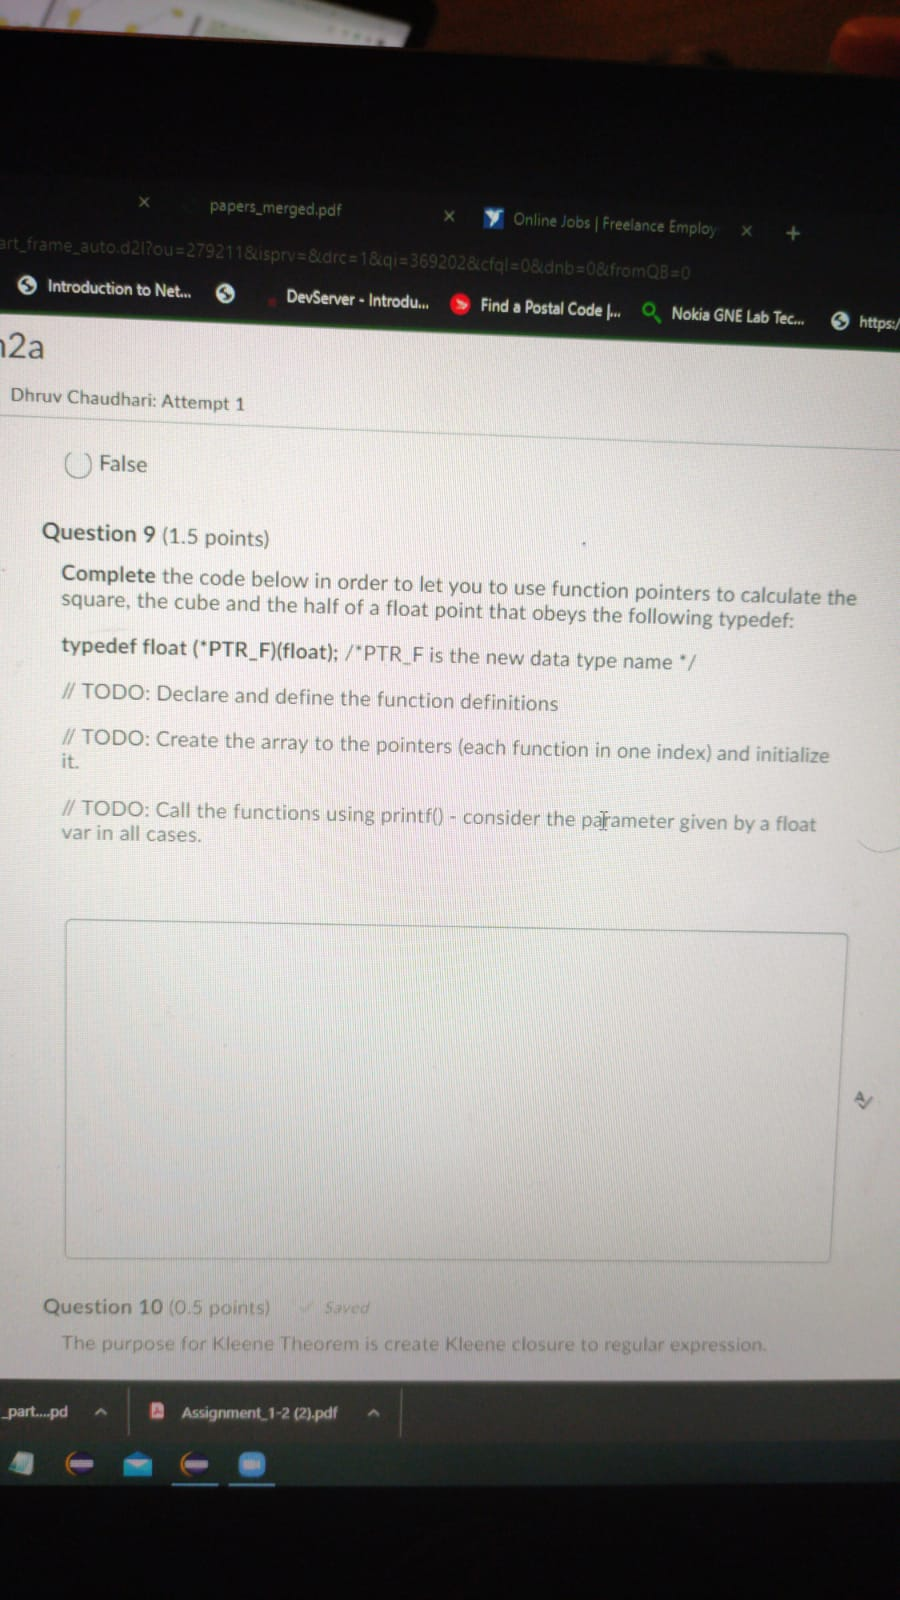 papers_merged.pdf
Online Jobs | Freelance Employ
art_frame_auto.d2l?ou=279211&isprv=&drc=1&qi=369202&cfql=0&dnb=0&fromQB=0
Introduction to Net...
DevServer - Introdu...
Find a Postal Code |...
Nokia GNE Lab Tec...
https:/
2a
Dhruv Chaudhari: Attempt 1
False
Question 9 (1.5 points)
Complete the code below in order to let you to use function pointers to calculate the
square, the cube and the half of a float point that obeys the following typedef:
typedef float (*PTR_F)(float); /*PTR_F is the new data type name */
// TODO: Declare and define the function definitions
// TODO: Create the array to the pointers (each function in one index) and initialize
it.
// TODO: Call the functions using printf() - consider the parameter given by a float
var in all cases.
Question 10 (0.5 points)
Saved
The purpose for Kleene Theorem is create Kleene closure to regular expression.
_part....pd
Assignment_1-2 (2).pdf